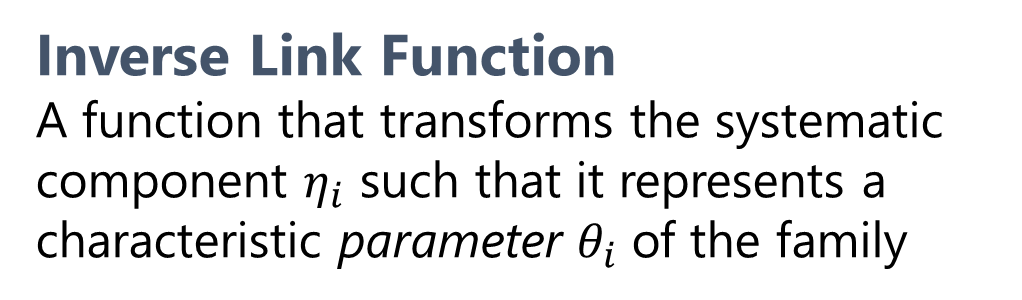 Inverse Link Function
A function that transforms the systematic
component ηᵢ such that it represents a
characteristic parameter θᵢ of the family